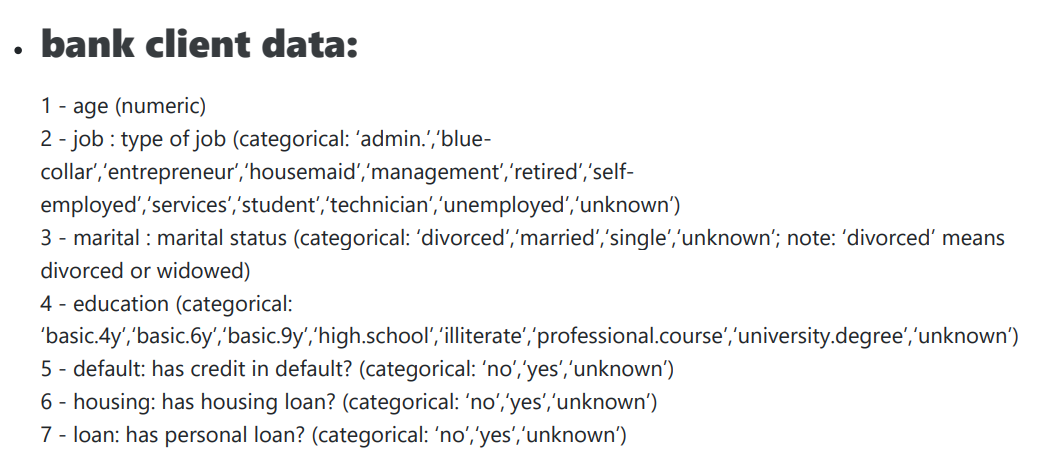 bank client data:
1 - age (numeric)
2 - job : type of job (categorical: ‘admin.’,‘blue-
collar’,‘entrepreneur’,‘housemaid’,‘management’,‘retired’,‘self-
employed’,‘services’,‘student’,‘technician’,‘unemployed’,‘unknown’)
3 - marital : marital status (categorical: ‘divorced’,‘married’,‘single’,‘unknown’; note: ‘divorced’ means
divorced or widowed)
4 - education (categorical:
‘basic.4y’,‘basic.6y’,‘basic.9y’,‘high.school’,‘illiterate’,‘professional.course’,‘university.degree’,‘unknown’)
5 - default: has credit in default? (categorical: ‘no’,‘yes’,‘unknown’)
6 - housing: has housing loan? (categorical: ‘no’,‘yes’,‘unknown’)
7 - loan: has personal loan? (categorical: ‘no’,‘yes’,‘unknown’)